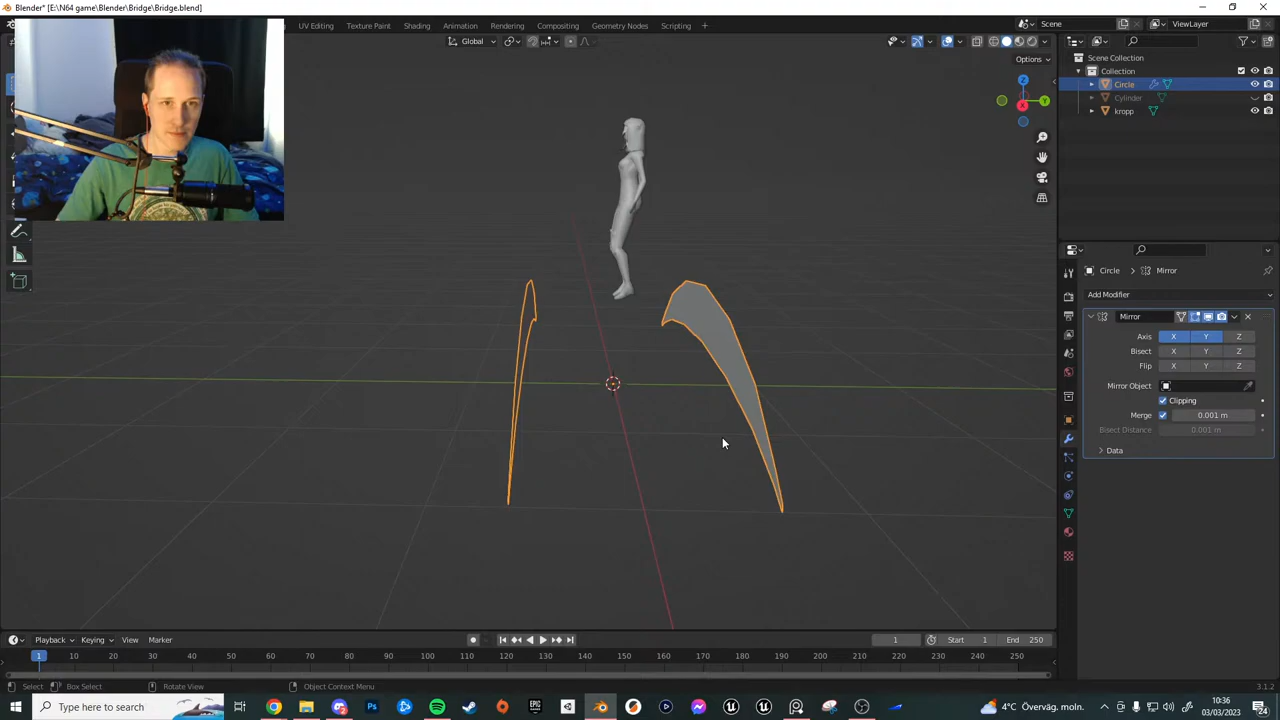 Blender* [E:\N64 game\Blender\Bridge\Bridge.blend]
UV Editing Texture Paint Shading Animation Rendering Compositing Geometry Nodes Scripting
Scene
ViewLayer
Global
Options
Scene Collection
Collection
Circle
Cylinder
kropp
Circle > Mirror
Add Modifier
Mirror
Axis X Y Z
Bisect X Y Z
Flip X Y Z
Mirror Object
Clipping
Merge 0.001 m
Bisect Distance 0.001 m
Data
X
Y
Z
Playback Keying View Marker
1
Start 1 End 250
1 10 20 30 40 50 60 70 80 90 100 110 120 130 140 150 160 170 180 190 200 210 220 230 240 250
Select Box Select Rotate View Object Context Menu
3.1.2
Type here to search
4°C Överväg. moln.
10:36
03/03/2023